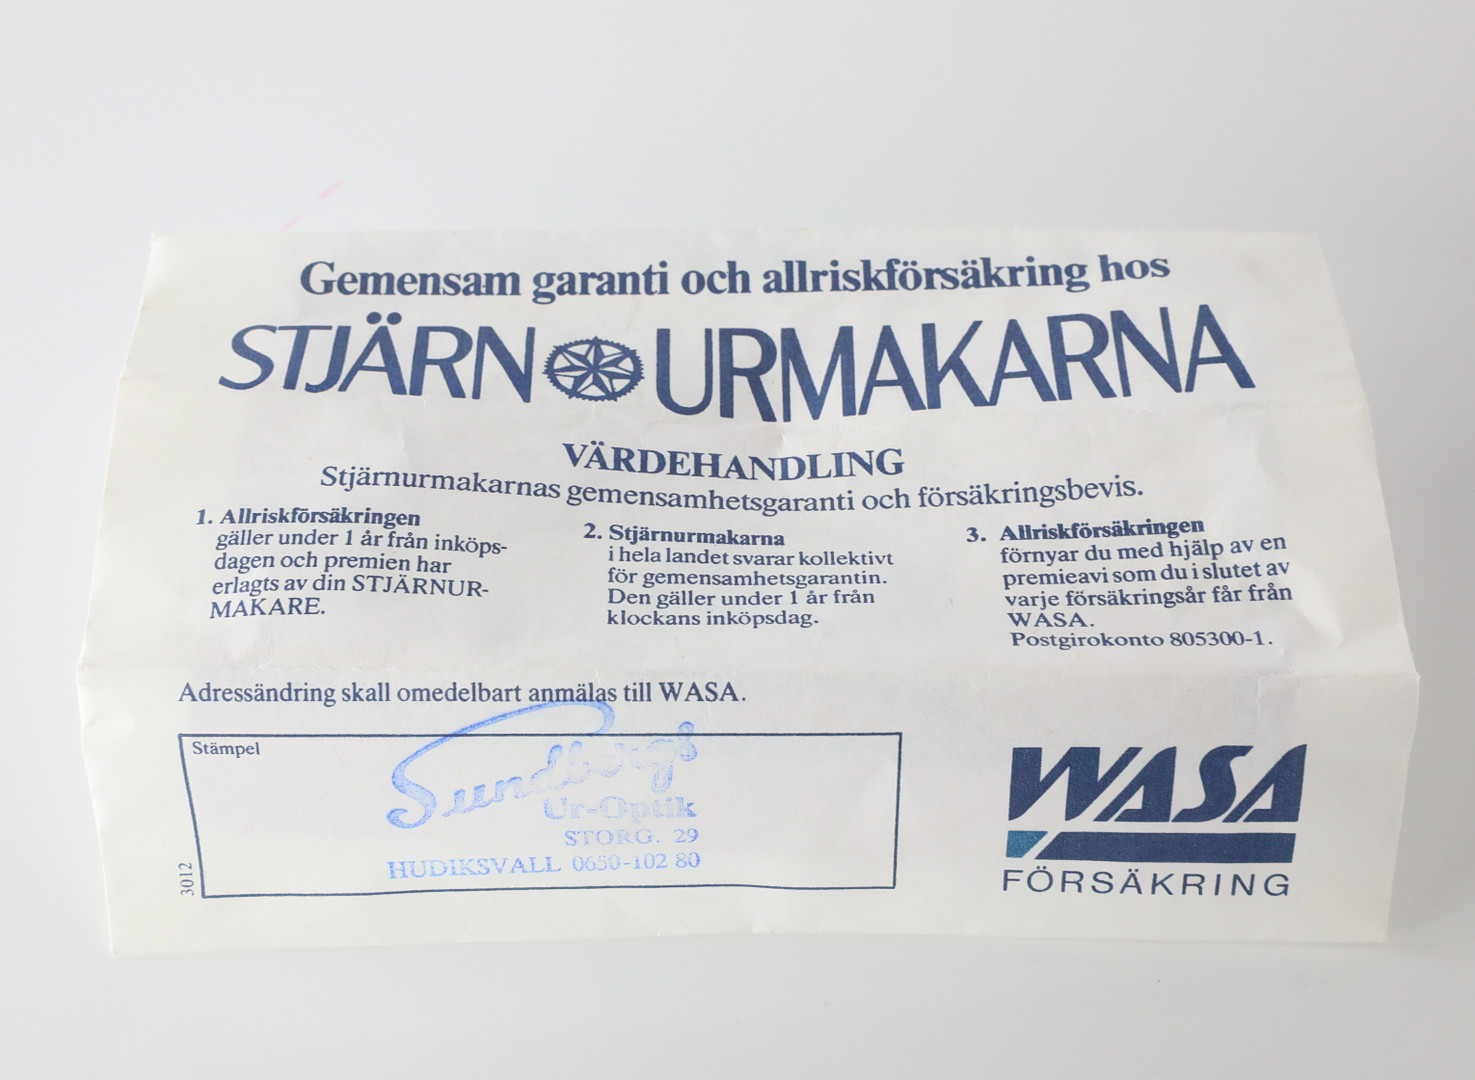 Gemensam garanti och allriskförsäkring hos
STJÄRN URMAKARNA
VÄRDEHANDLING
Stjärnurmakarnas gemensamhetsgaranti och försäkringsbevis.
1. Allriskförsäkringen
gäller under 1 år från inköps-
dagen och premien har
erlagts av din STJÄRNUR-
MAKARE.
2. Stjärnurmakarna
i hela landet svarar kollektivt
för gemensamhetsgarantin.
Den gäller under 1 år från
klockans inköpsdag.
3. Allriskförsäkringen
förnyar du med hjälp av en
premieavi som du i slutet av
varje försäkringsår får från
WASA.
Postgirokonto 805300-1.
Adressändring skall omedelbart anmälas till WASA.
Stämpel
Sundbergs
Ur-Optik
STORG. 29
HUDIKSVALL 0650-102 80
3012
WASA
FÖRSÄKRING